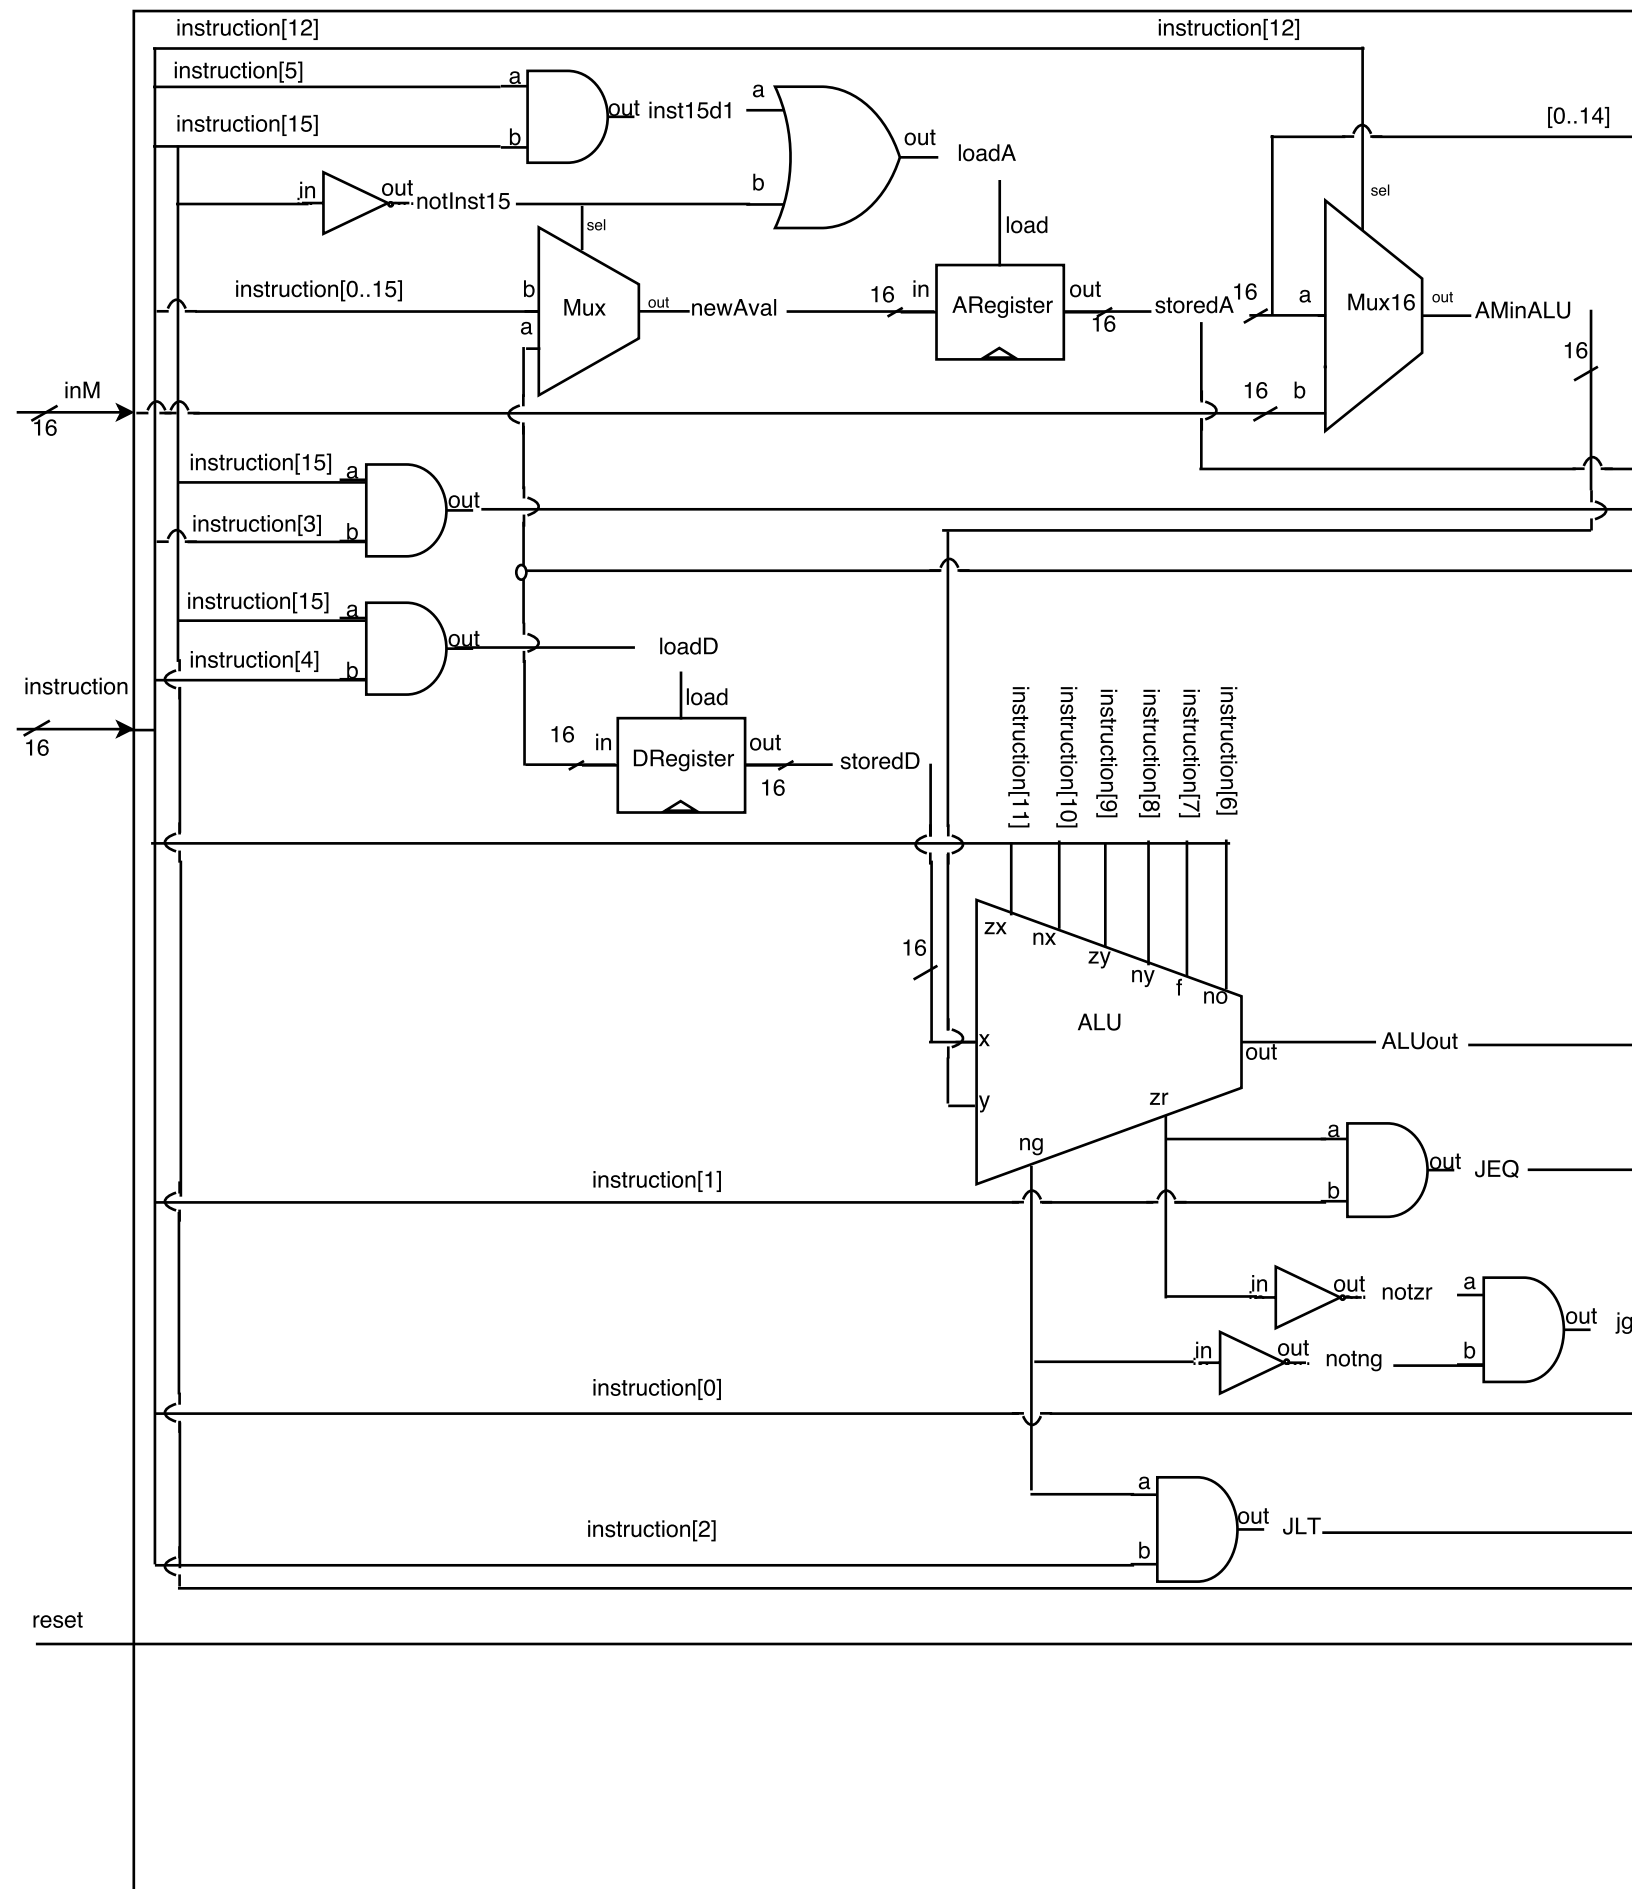 instruction[12]
instruction[12]
instruction[5]
a
out
inst15d1
a
[0..14]
instruction[15]
b
out
loadA
in
out
notInst15
b
sel
sel
load
instruction[0..15]
b
Mux
out
newAval
16
in
ARegister
out
16
storedA
16
a
Mux16
out
AMinALU
a
16
inM
16
16
b
instruction[15]
a
out
instruction[3]
b
instruction[15]
a
out
loadD
instruction[4]
b
instruction
16
load
16
in
DRegister
out
16
storedD
instruction[11]
instruction[10]
instruction[9]
instruction[8]
instruction[7]
instruction[6]
16
zx
nx
zy
ny
f
no
ALU
x
out
ALUout
y
zr
ng
a
out
JEQ
instruction[1]
b
in
out
notzr
a
out
jg
in
out
notng
b
instruction[0]
a
out
JLT
instruction[2]
b
reset